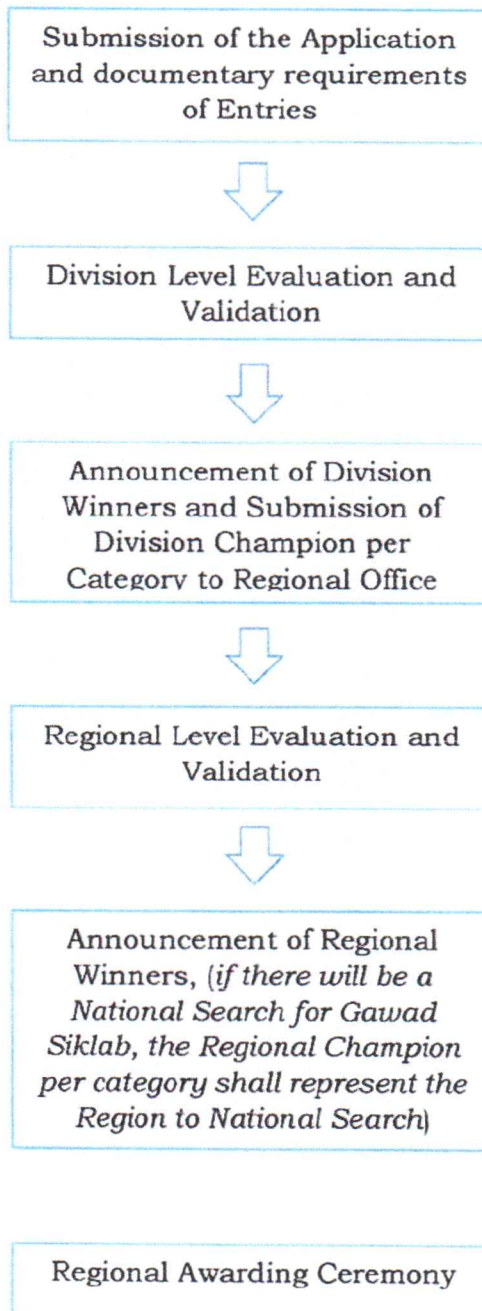 Submission of the Application
and documentary requirements
of Entries
Division Level Evaluation and
Validation
Announcement of Division
Winners and Submission of
Division Champion per
Category to Regional Office
Regional Level Evaluation and
Validation
Announcement of Regional
Winners, (if there will be a
National Search for Gawad
Siklab, the Regional Champion
per category shall represent the
Region to National Search)
Regional Awarding Ceremony